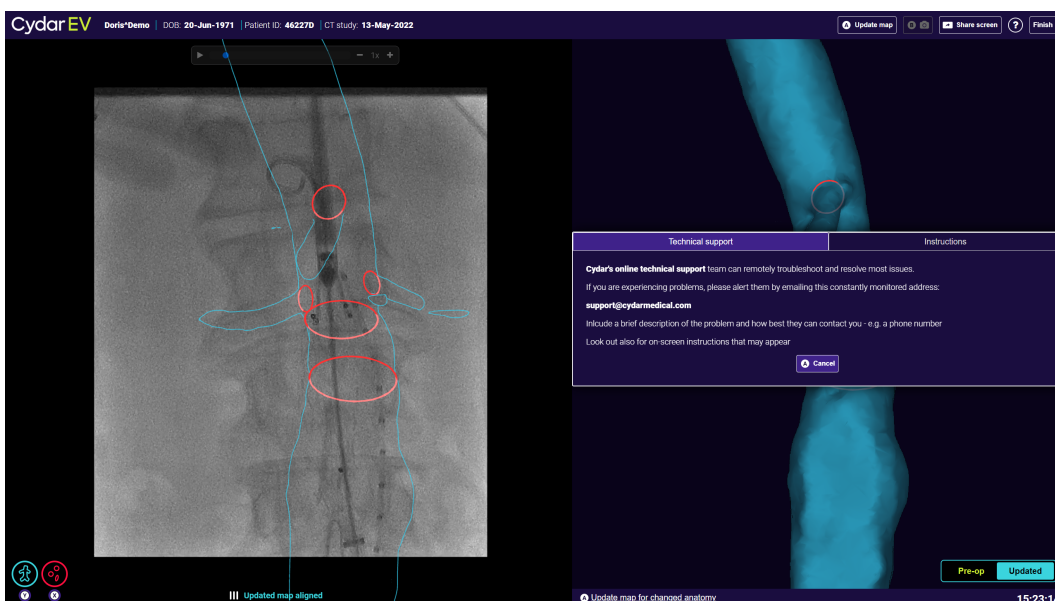 Cydar EV Doris^Demo DOB: 20-Jun-1971 Patient ID: 46227D CT study: 13-May-2022 A Update map B Share screen ? Finish
1x
Technical support Instructions
Cydar's online technical support team can remotely troubleshoot and resolve most issues.
If you are experiencing problems, please alert them by emailing this constantly monitored address:
support@cydarmedical.com
Inlcude a brief description of the problem and how best they can contact you - e.g. a phone number
Look out also for on-screen instructions that may appear
A Cancel
Pre-op Updated
Y X Updated map aligned A Update map for changed anatomy